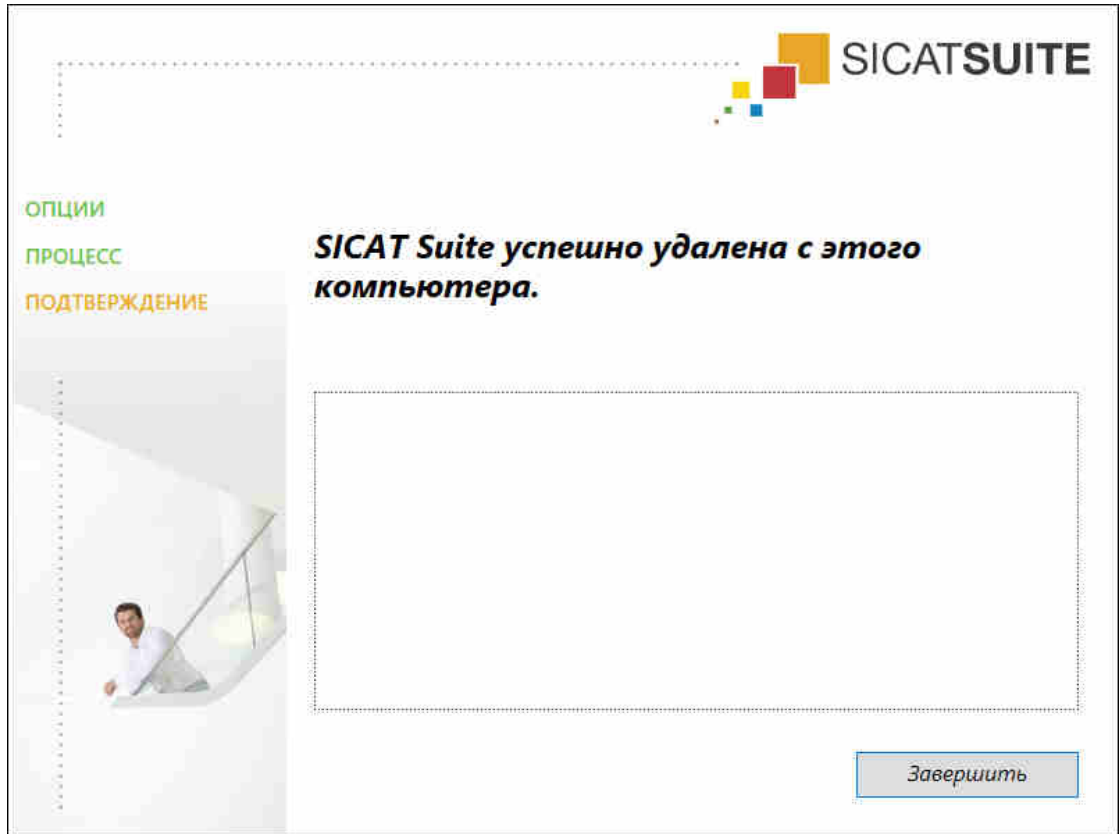 SICATSUITE
ОПЦИИ
ПРОЦЕСС
ПОДТВЕРЖДЕНИЕ
SICAT Suite успешно удалена с этого
компьютера.
Завершить